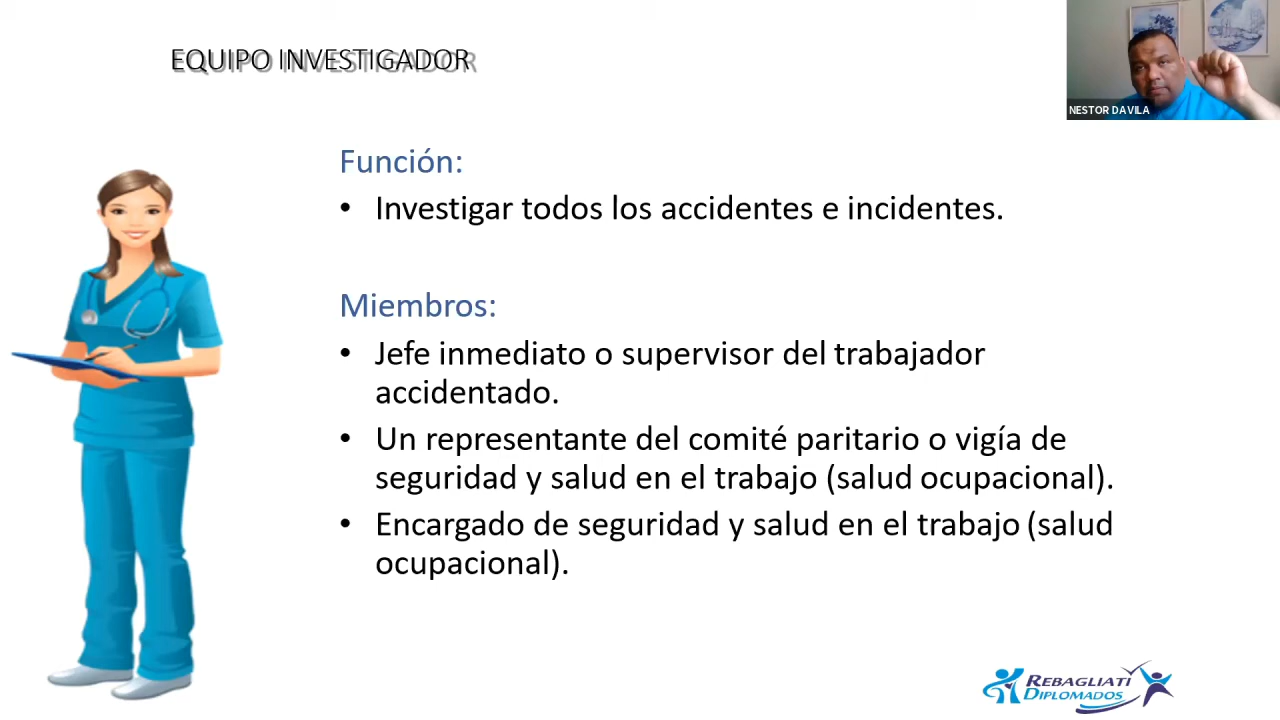 EQUIPO INVESTIGADOR
NESTOR DAVILA
Función:
• Investigar todos los accidentes e incidentes.
Miembros:
• Jefe inmediato o supervisor del trabajador
accidentado.
• Un representante del comité paritario o vigía de
seguridad y salud en el trabajo (salud ocupacional).
• Encargado de seguridad y salud en el trabajo (salud
ocupacional).
REBAGLIATI
DIPLOMADOS